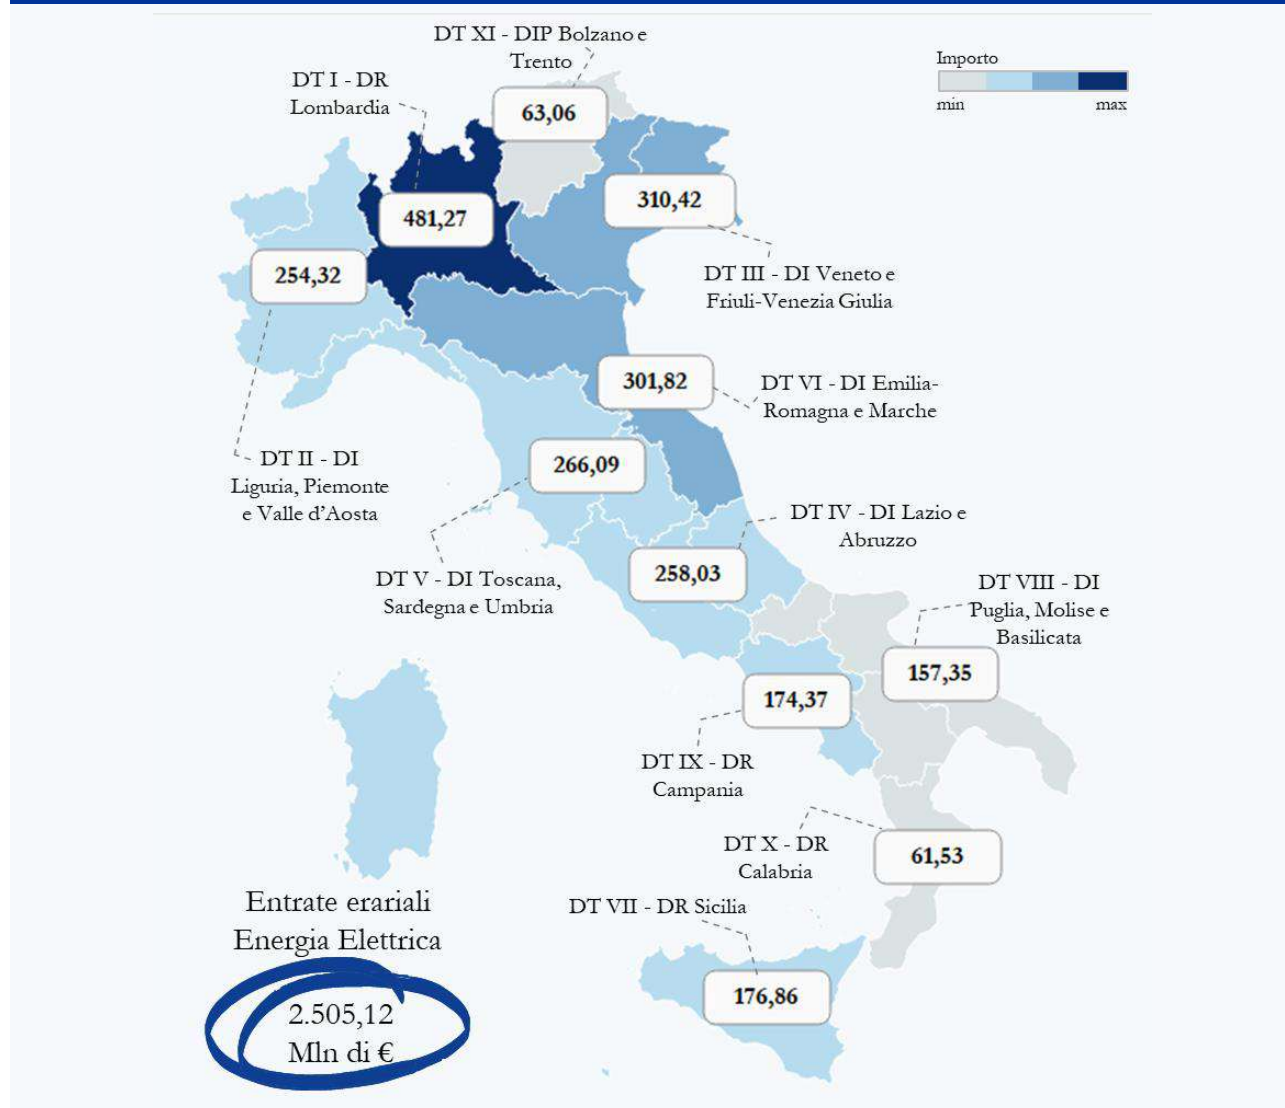 DT XI - DIP Bolzano e
Trento
Importo
min
max
DT I - DR
Lombardia
63,06
481,27
310,42
254,32
DT III - DI Veneto e
Friuli-Venezia Giulia
301,82
DT VI - DI Emilia-
Romagna e Marche
DT II - DI
Liguria, Piemonte
e Valle d'Aosta
266,09
DT IV - DI Lazio e
Abruzzo
DT V - DI Toscana,
Sardegna e Umbria
258,03
DT VIII - DI
Puglia, Molise e
Basilicata
157,35
174,37
DT IX - DR
Campania
DT X - DR
Calabria
61,53
DT VII - DR Sicilia
176,86
Entrate erariali
Energia Elettrica
2.505,12
Mln di €